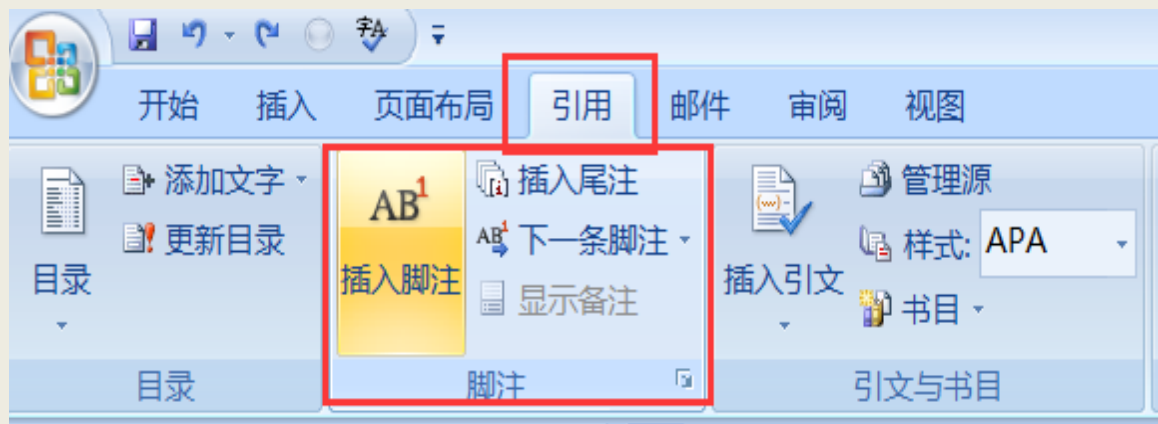 开始 插入 页面布局 引用 邮件 审阅 视图
目录
添加文字
更新目录
目录
AB1
插入脚注
插入尾注
AB1 下一条脚注
显示备注
脚注
插入引文
管理源
样式: APA
书目
引文与书目